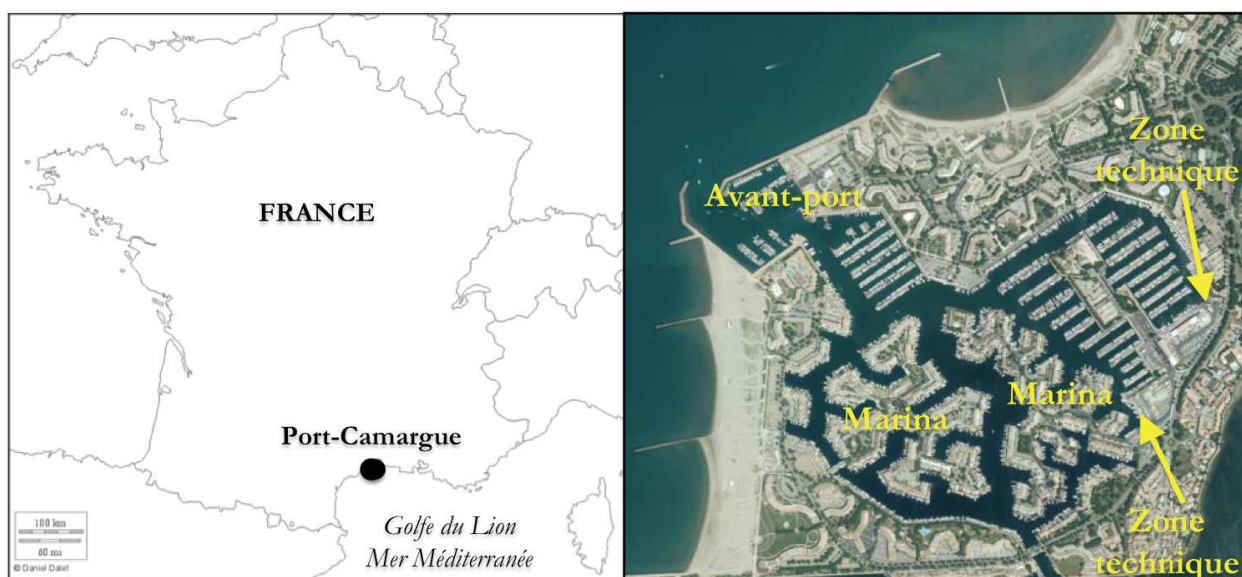 FRANCE
Port-Camargue
Golfe du Lion
Mer Méditerranée
100 km
60 mi
© Daniel Dalet
Zone
technique
Avant-port
Marina
Marina
Zone
technique